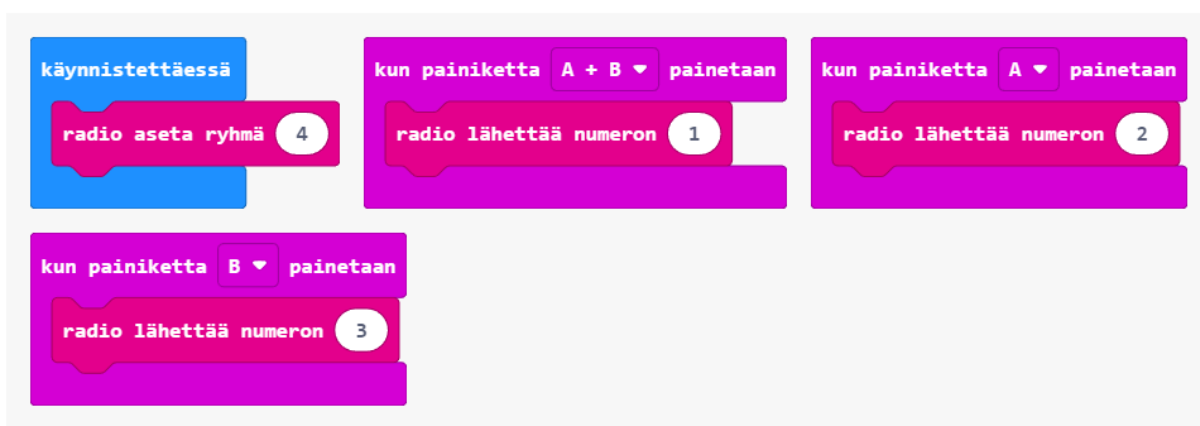 käynnistettäessä
radio aseta ryhmä 4
kun painiketta A + B painetaan
radio lähettää numeron 1
kun painiketta A painetaan
radio lähettää numeron 2
kun painiketta B painetaan
radio lähettää numeron 3